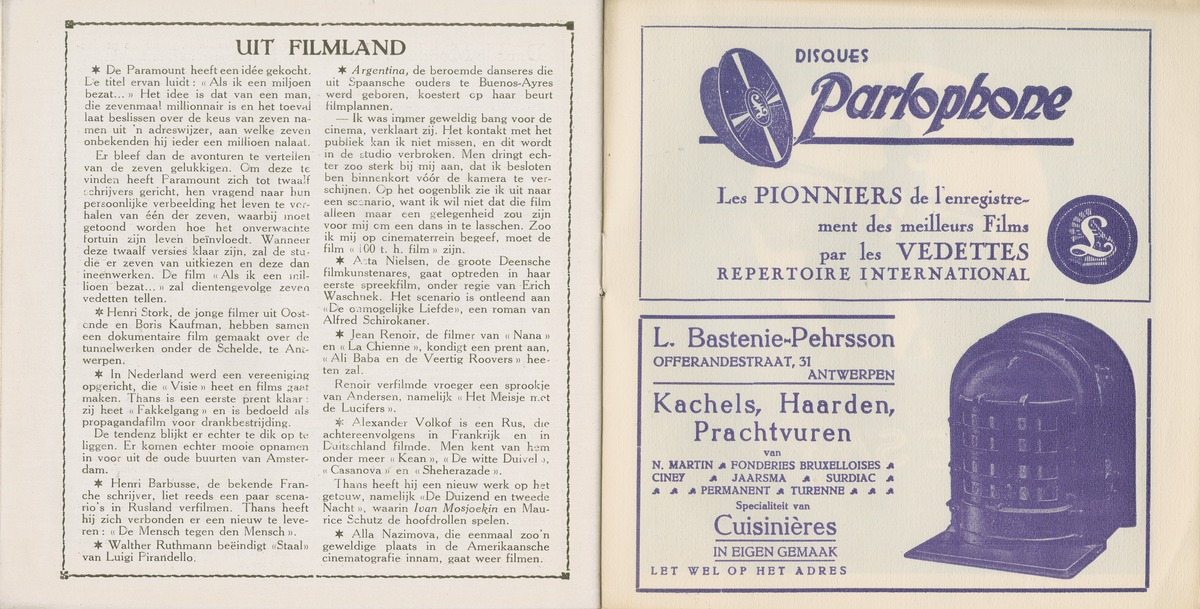 UIT FILMLAND
✶ De Paramount heeft een idée gekocht.
De titel ervan luidt : « Als ik een miljoen
bezat... » Het idee is dat van een man,
die zevenmaal millionnair is en het toeval
laat beslissen over de keus van zeven na-
men uit 'n adreswijzer, aan welke zeven
onbekenden hij ieder een millioen nalaat.
Er bleef dan de avonturen te vertellen
van de zeven gelukkigen. Om deze te
vinden heeft Paramount zich tot twaalf
schrijvers gericht, hen vragend naar hun
persoonlijke verbeelding het leven te ver-
halen van één der zeven, waarbij moet
getoond worden hoe het onverwachte
fortuin zijn leven beïnvloedt. Wanneer
deze twaalf versies klaar zijn, zal de stu-
die er zeven van uitkiezen en deze dan
ineenwerken. De film « Als ik een mil-
lioen bezat... » zal dientengevolge zeven
vedetten tellen.
✶ Henri Stork, de jonge filmer uit Oost-
ende en Boris Kaufman, hebben samen
een dokumentaire film gemaakt over de
tunnelwerken onder de Schelde, te Ant-
werpen.
✶ In Nederland werd een vereeniging
opgericht, die « Visie » heet en films gaat
maken. Thans is een eerste prent klaar :
zij heet « Fakkelgang » en is bedoeld als
propagandafilm voor drankbestrijding.
De tendenz blijkt er echter te dik op te
liggen. Er komen echter mooie opnamen
in voor uit de oude buurten van Amster-
dam.
✶ Henri Barbusse, de bekende Fran-
che schrijver, liet reeds een paar scena-
rio's in Rusland verfilmen. Thans heeft
hij zich verbonden er een nieuw te leve-
ren : « De Mensch tegen den Mensch ».
✶ Walther Ruthmann beëindigt «Staal»
van Luigi Pirandello.
✶ Argentina, de beroemde danseres die
uit Spaansche ouders te Buenos-Ayres
werd geboren, koestert op haar beurt
filmplannen.
— Ik was immer geweldig bang voor de
cinema, verklaart zij. Het kontakt met het
publiek kan ik niet missen, en dit wordt
in de studio verbroken. Men dringt ech-
ter zoo sterk bij mij aan, dat ik besloten
ben binnenkort vóór de kamera te ver-
schijnen. Op het oogenblik zie ik uit naar
een scenario, want ik wil niet dat die film
alleen maar een gelegenheid zou zijn
voor mij om een dans in te lasschen. Zoo
ik mij op cinematerrein begeef, moet de
film « 100 t. h. film » zijn.
✶ Asta Nielsen, de groote Deensche
filmkunstenares, gaat optreden in haar
eerste spreekfilm, onder regie van Erich
Waschnek. Het scenario is ontleend aan
«De onmogelijke Liefde», een roman van
Alfred Schirokaner.
✶ Jean Renoir, de filmer van « Nana »
en « La Chienne », kondigt een prent aan,
« Ali Baba en de Veertig Roovers » hee-
ten zal.
Renoir verfilmde vroeger een sprookje
van Andersen, namelijk « Het Meisje met
de Lucifers ».
✶ Alexander Volkof is een Rus, die
achtereenvolgens in Frankrijk en in
Duitschland filmde. Men kent van hem
onder meer « Kean », « De witte Duivel »,
« Casanova » en « Sheherazade ».
Thans heeft hij een nieuw werk op het
getouw, namelijk «De Duizend en tweede
Nacht », waarin Ivan Mosjoekin en Mau-
rice Schutz de hoofdrollen spelen.
✶ Alla Nazimova, die eenmaal zoo'n
geweldige plaats in de Amerikaansche
cinematografie innam, gaat weer filmen.
DISQUES
Parlophone
Les PIONNIERS de l'enregistre-
ment des meilleurs Films
par les VEDETTES
REPERTOIRE INTERNATIONAL
£
L. Bastenie-Pehrsson
OFFERANDESTRAAT, 31
ANTWERPEN
Kachels, Haarden,
Prachtvuren
van
N. MARTIN FONDERIES BRUXELLOISES
CINEY JAARSMA SURDIAC
PERMANENT TURENNE
Specialiteit van
Cuisinières
IN EIGEN GEMAAK
LET WEL OP HET ADRES